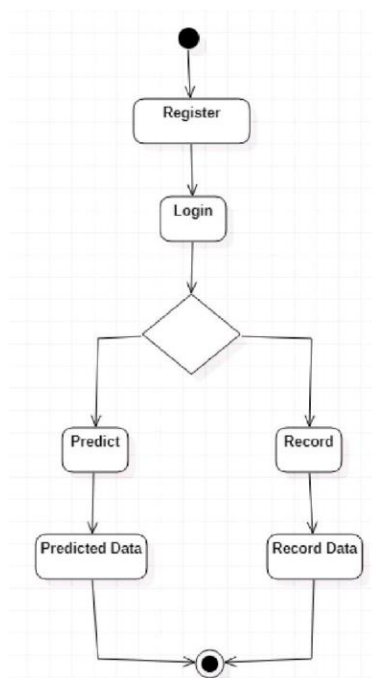 Register
Login
Predict
Record
Predicted Data
Record Data